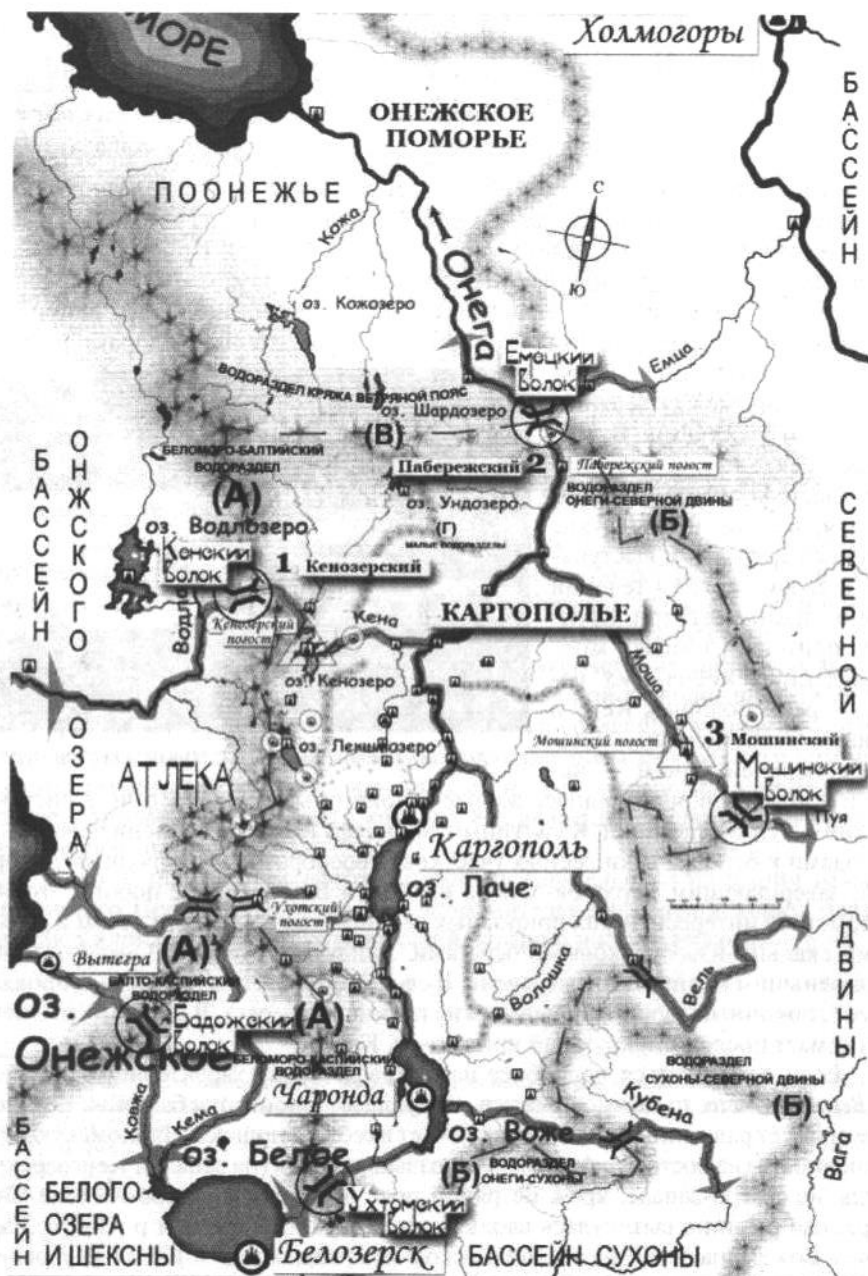 МОРЕ
Холмогоры
ОНЕЖСКОЕ
ПОМОРЬЕ
БАССЕЙН
ПООНЕЖЬЕ
С
Ю
Кожа
Онега
оз. Кожозеро
Емецкий
Волок
Емца
ВОДОРАЗДЕЛ КРЯЖА ВЕТРЯНОЙ ПОЯС
оз. Шардозеро
(В)
БЕЛОМОРО-БАЛТИЙСКИЙ
ВОДОРАЗДЕЛ
(А)
Пабережский 2
Пабережский погост
ВОДОРАЗДЕЛ
ОНЕГИ-СЕВЕРНОЙ ДВИНЫ
(Б)
оз. Ундозеро
(Г)
МАЛЫЕ ВОДОРАЗДЕЛЫ
БАССЕЙН
ОНЖСКОГО
ОЗЕРА
СЕВЕРНОЙ
оз. Водлозеро
Кенский
Волок
1 Кенозерский
Водла
Кенозерский
погост
Кена
КАРГОПОЛЬЕ
оз. Кенозеро
Моша
оз. Лекшмозеро
Мошинский погост
3 Мошинский
Мошинский
Волок
Пуя
АТЛЕКА
Каргополь
оз. Лаче
Ухотский
погост
Вытегра
(А)
БАЛТО-КАСПИЙСКИЙ
ВОДОРАЗДЕЛ
Волошка
Вель
ДВИНЫ
оз.
Онежское
Бадожский
Волок
(А)
БЕЛОМОРО-КАСПИЙСКИЙ
ВОДОРАЗДЕЛ
Чаронда
ВОДОРАЗДЕЛ
СУХОНЫ-СЕВЕРНОЙ ДВИНЫ
(Б)
Ковжа
Кема
Кубена
оз. Воже
Вага
оз. Белое
(Б)
ВОДОРАЗДЕЛ
ОНЕГИ-СУХОНЫ
Ухтомский
Волок
БАССЕЙН
БЕЛОГО
ОЗЕРА
И ШЕКСНЫ
Белозерск
БАССЕЙН СУХОНЫ